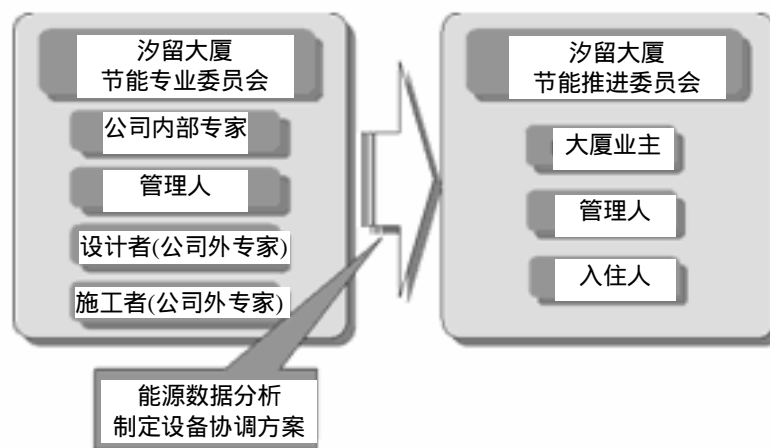 汐留大厦
节能专业委员会
公司内部专家
管理人
设计者(公司外专家)
施工者(公司外专家)
能源数据分析
制定设备协调方案
汐留大厦
节能推进委员会
大厦业主
管理人
入住人